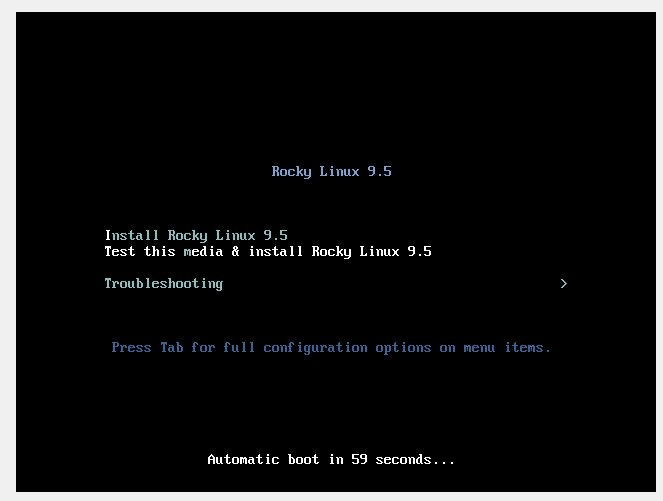 Rocky Linux 9.5
Install Rocky Linux 9.5
Test this media & install Rocky Linux 9.5
Troubleshooting >
Press Tab for full configuration options on menu items.
Automatic boot in 59 seconds...